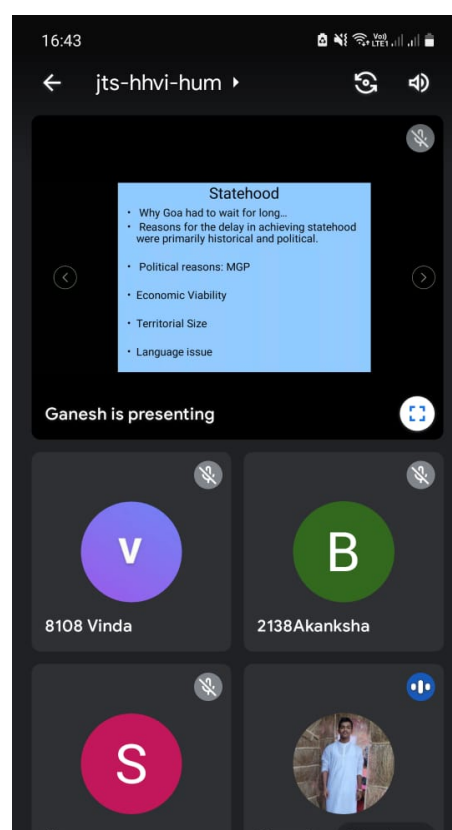 16:43
Vo))
LTE1
jts-hhvi-hum
Statehood
• Why Goa had to wait for long...
• Reasons for the delay in achieving statehood
were primarily historical and political.
• Political reasons: MGP
• Economic Viability
• Territorial Size
• Language issue
Ganesh is presenting
V
8108 Vinda
B
2138Akanksha
S